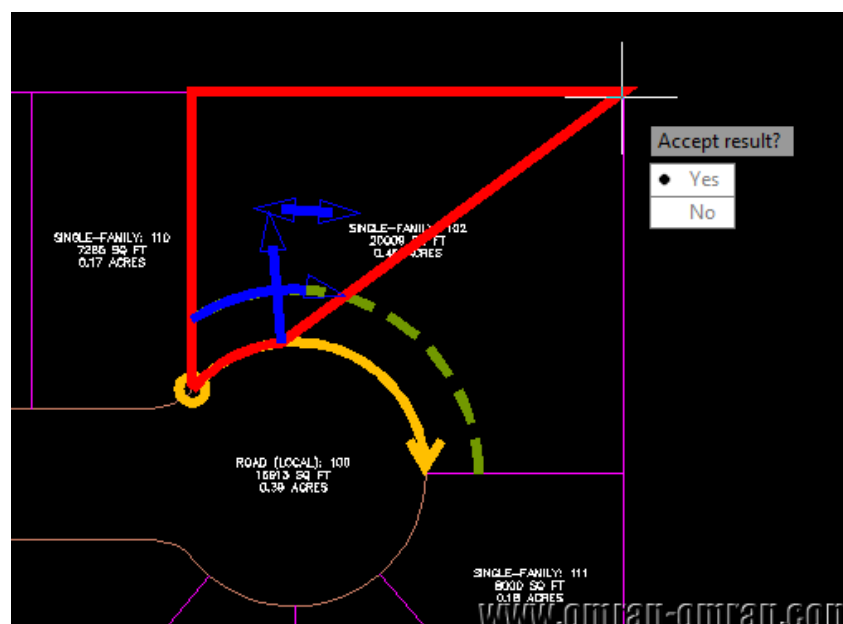 Accept result?
Yes
No
SINGLE-FAMILY: 110
7286 SQ FT
0.17 ACRES
SINGLE-FAMILY: 102
20009 SQ FT
ACRES
ROAD (LOCAL): 100
SQ FT
0.39 ACRES
SINGLE-FAMILY: 111
8000 SQ FT
0.18 ACRES
www.omran-omran.com